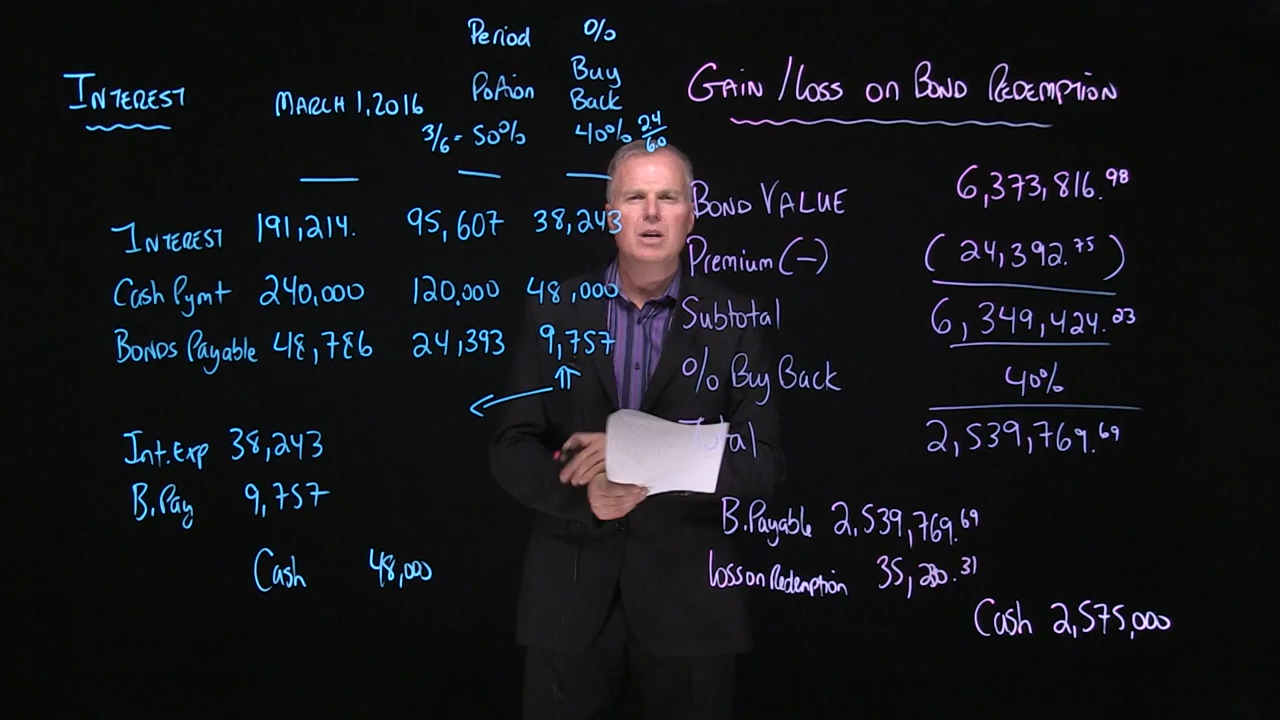 INTEREST
MARCH 1, 2016
Period %
Potion Buy Back
3/6 = 50% 40% 24/60
INTEREST 191,214. 95,607 38,243
Cash Pymt 240,000 120,000 48,000
BONDS Payable 48,786 24,393 9,757
Int. Exp 38,243
B. Pay 9,757
Cash 48,000
GAIN / LOSS ON BOND REDEMPTION
BOND VALUE 6,373,816.98
Premium (-) (24,392.75)
Subtotal 6,349,424.23
% Buy Back 40%
Total 2,539,769.69
B. Payable 2,539,769.69
Loss on Redemption 35,230.31
Cash 2,575,000